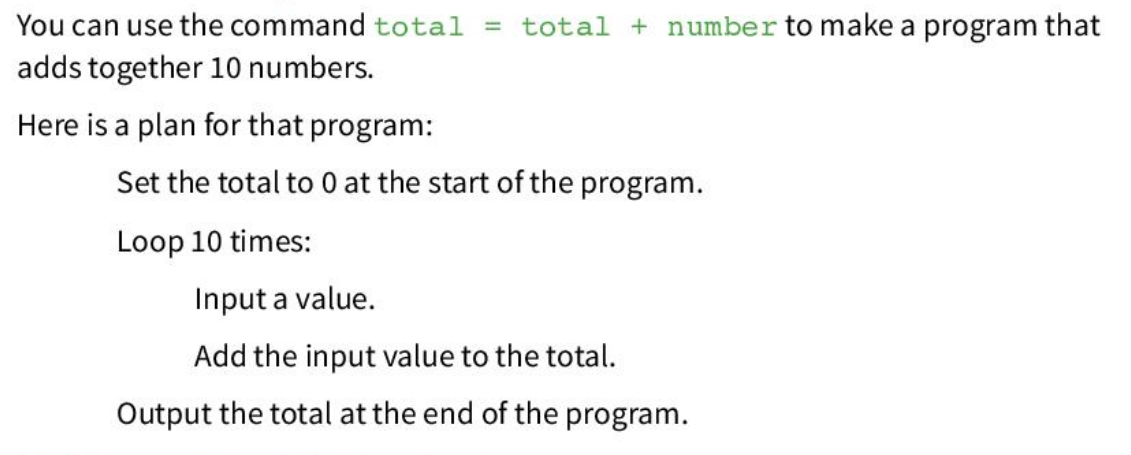 You can use the command total = total + number to make a program that
adds together 10 numbers.
Here is a plan for that program:
Set the total to 0 at the start of the program.
Loop 10 times:
Input a value.
Add the input value to the total.
Output the total at the end of the program.